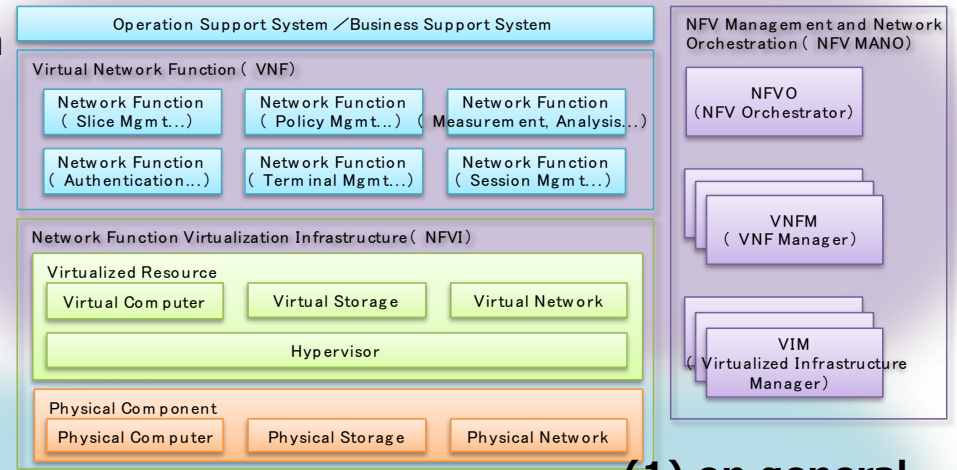 Operation Support System ／Business Support System
Virtual Network Function ( VNF)
Network Function
( Slice Mgmt...)
Network Function
( Policy Mgmt...)
Network Function
( Measurement, Analysis...)
Network Function
( Authentication...)
Network Function
( Terminal Mgmt...)
Network Function
( Session Mgmt...)
Network Function Virtualization Infrastructure( NFVI)
Virtualized Resource
Virtual Computer
Virtual Storage
Virtual Network
Hypervisor
Physical Component
Physical Computer
Physical Storage
Physical Network
NFV Management and Network
Orchestration ( NFV MANO)
NFVO
(NFV Orchestrator)
VNFM
( VNF Manager)
VIM
( Virtualized Infrastructure
Manager)